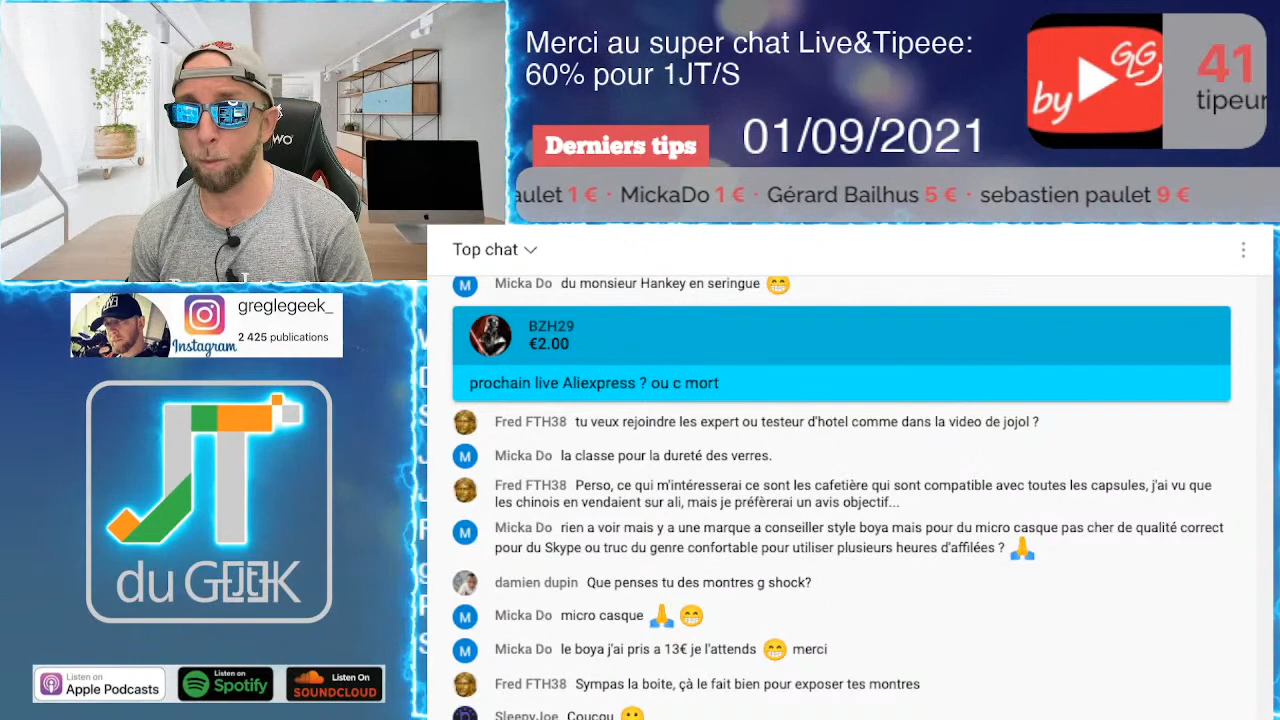 Merci au super chat Live&Tipeee:
60% pour 1JT/S
by GLG
41
tipeur
Derniers tips
01/09/2021
aulet 1 € · MickaDo 1 € · Gérard Bailhus 5 € · sebastien paulet 9 €
WO
Top chat
M Micka Do du monsieur Hankey en seringue 😁
BZH29
€2.00
prochain live Aliexpress ? ou c mort
Fred FTH38 tu veux rejoindre les expert ou testeur d'hotel comme dans la video de jojol ?
M Micka Do la classe pour la dureté des verres.
Fred FTH38 Perso, ce qui m'intéresserai ce sont les cafetière qui sont compatible avec toutes les capsules, j'ai vu que
les chinois en vendaient sur ali, mais je préfèrerai un avis objectif...
M Micka Do rien a voir mais y a une marque a conseiller style boya mais pour du micro casque pas cher de qualité correct
pour du Skype ou truc du genre confortable pour utiliser plusieurs heures d'affilées ? 🙏
damien dupin Que penses tu des montres g shock?
M Micka Do micro casque 🙏😁
M Micka Do le boya j'ai pris a 13€ je l'attends 😁 merci
Fred FTH38 Sympas la boite, çà le fait bien pour exposer tes montres
SleepyJoe Coucou 🙂
greglegeek_
Instagram
2 425 publications
JT
du GEEK
Listen on
Apple Podcasts
Listen on
Spotify
Listen On
SOUNDCLOUD